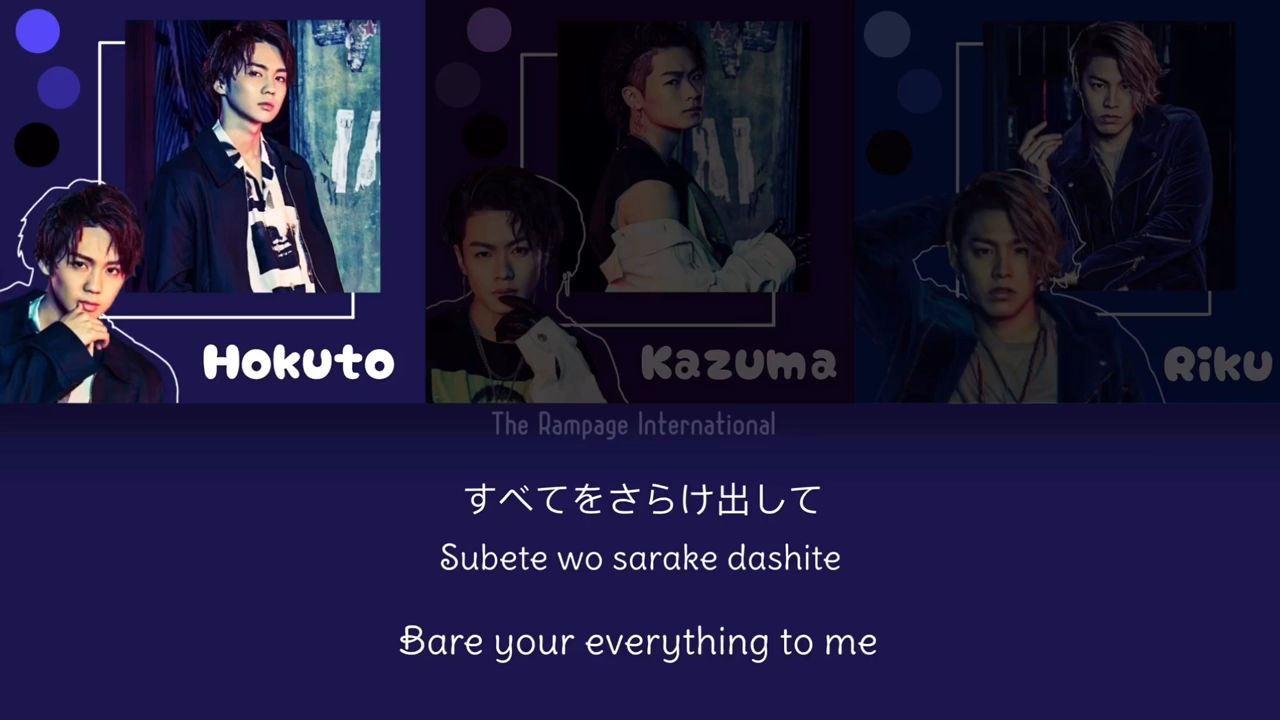 Hokuto
Kazuma
Riku
The Rampage International
すべてをさらけ出して
Subete wo sarake dashite
Bare your everything to me